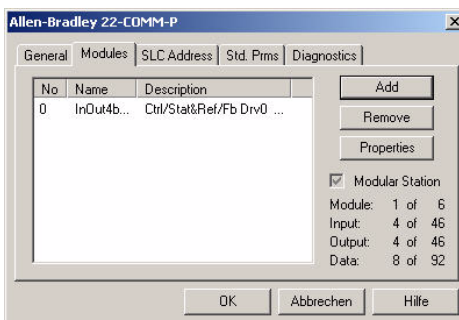 Allen-Bradley 22-COMM-P
General Modules SLC Address Std. Prms Diagnostics
No Name Description
0 InOut4b... Ctrl/Stat&Ref/Fb Drv0 ...
Add
Remove
Properties
Modular Station
Module: 1 of 6
Input: 4 of 46
Output: 4 of 46
Data: 8 of 92
OK Abbrechen Hilfe